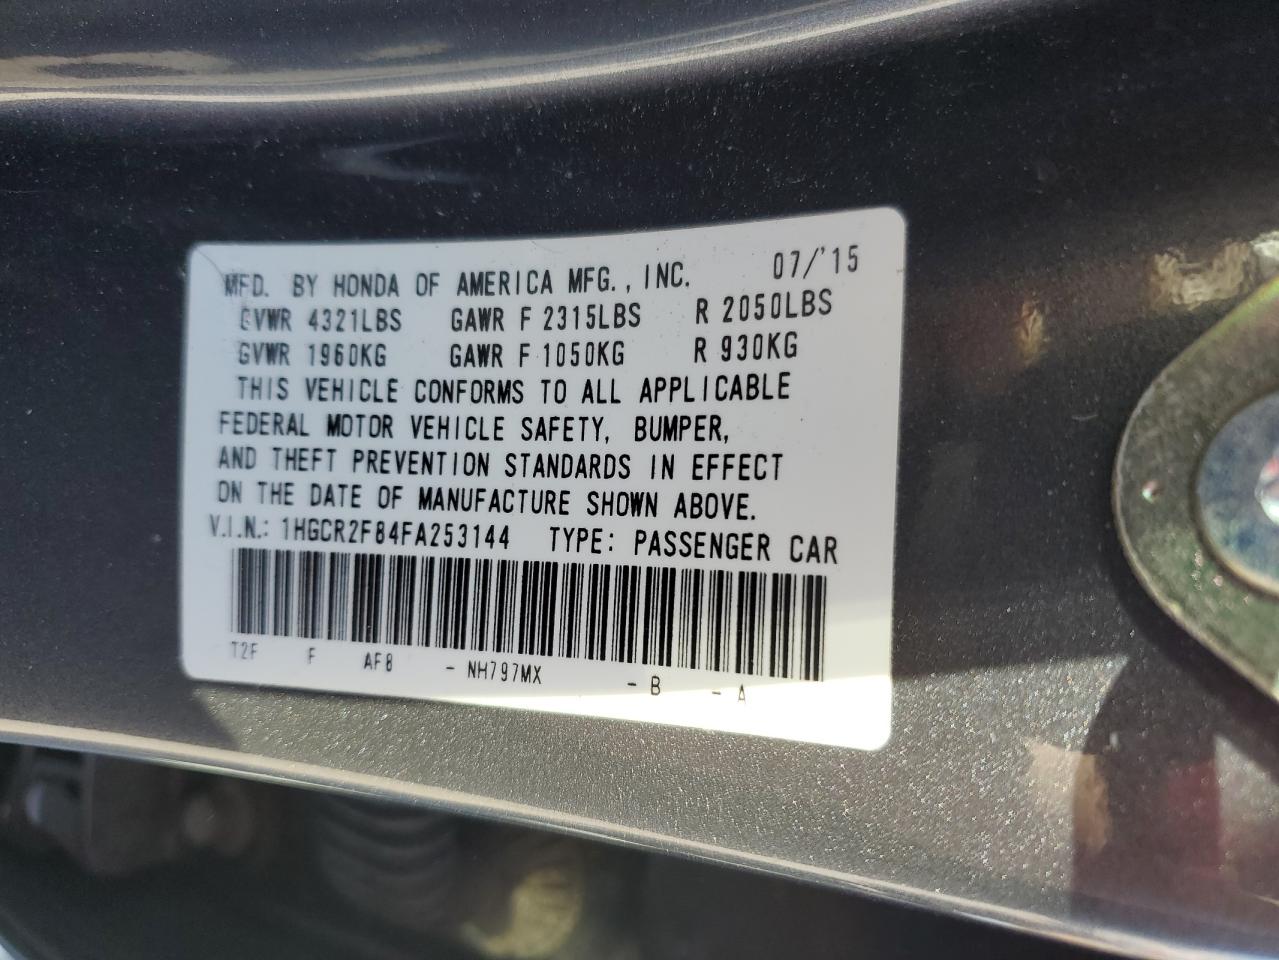 MFD. BY HONDA OF AMERICA MFG., INC. 07/'15
GVWR 4321LBS GAWR F 2315LBS R 2050LBS
GVWR 1960KG GAWR F 1050KG R 930KG
THIS VEHICLE CONFORMS TO ALL APPLICABLE
FEDERAL MOTOR VEHICLE SAFETY, BUMPER,
AND THEFT PREVENTION STANDARDS IN EFFECT
ON THE DATE OF MANUFACTURE SHOWN ABOVE.
V.I.N.: 1HGCR2F84FA253144 TYPE: PASSENGER CAR
T2F F AF8 - NH797MX - B - A